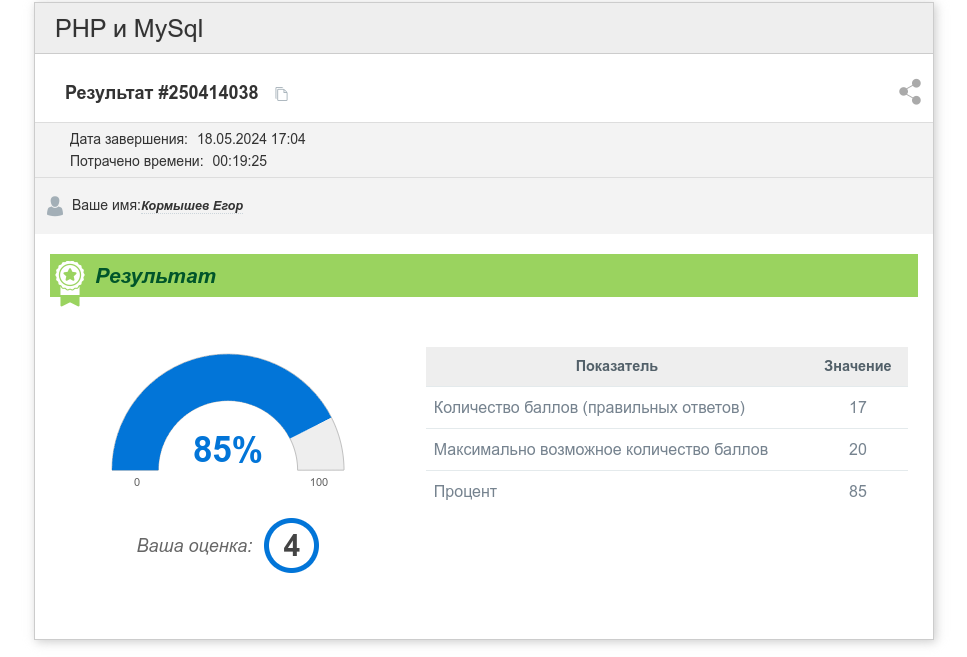 PHP и MySql
Результат #250414038
Дата завершения: 18.05.2024 17:04
Потрачено времени: 00:19:25
Ваше имя:Кормышев Егор
Результат
85%
0 100
Ваша оценка: 4
Показатель Значение
Количество баллов (правильных ответов) 17
Максимально возможное количество баллов 20
Процент 85